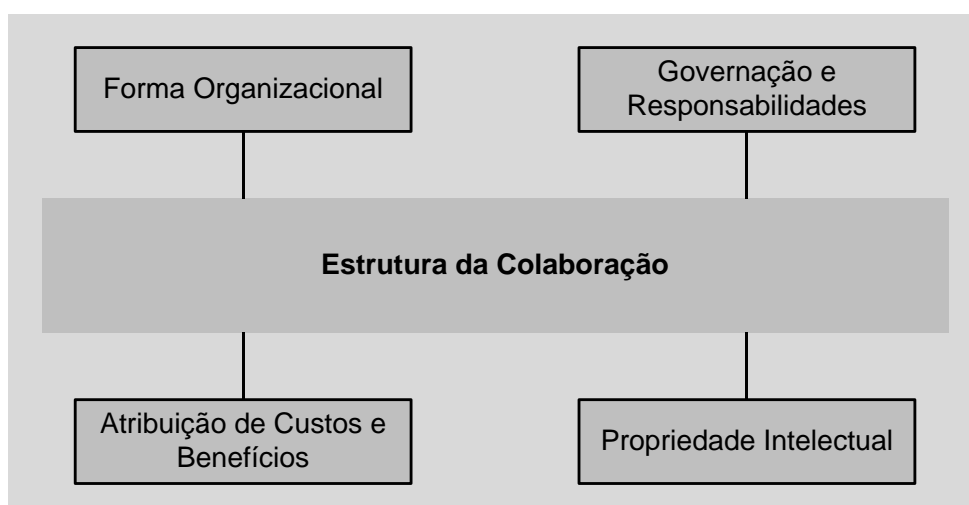 Forma Organizacional
Governação e
Responsabilidades
Estrutura da Colaboração
Atribuição de Custos e
Benefícios
Propriedade Intelectual